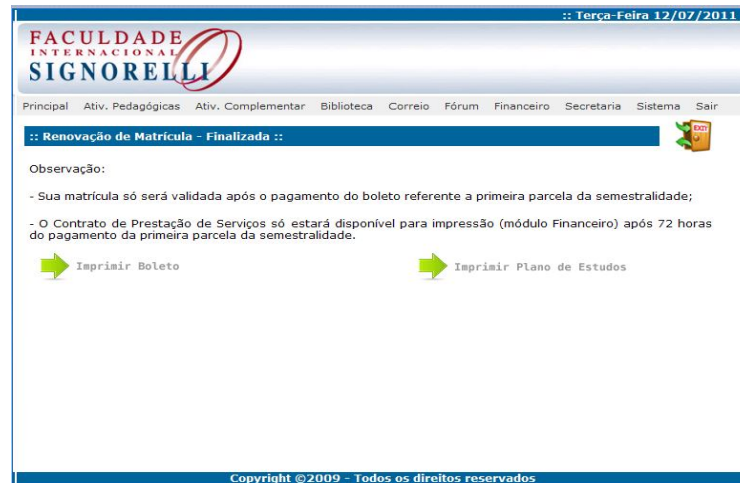 :: Terça-Feira 12/07/2011
FACULDADE
INTERNACIONAL
SIGNORELLI
Principal Ativ. Pedagógicas Ativ. Complementar Biblioteca Correio Fórum Financeiro Secretaria Sistema Sair
:: Renovação de Matrícula - Finalizada ::
EXIT
Observação:
- Sua matrícula só será validada após o pagamento do boleto referente a primeira parcela da semestralidade;
- O Contrato de Prestação de Serviços só estará disponível para impressão (módulo Financeiro) após 72 horas
do pagamento da primeira parcela da semestralidade.
Imprimir Boleto Imprimir Plano de Estudos
Copyright ©2009 - Todos os direitos reservados